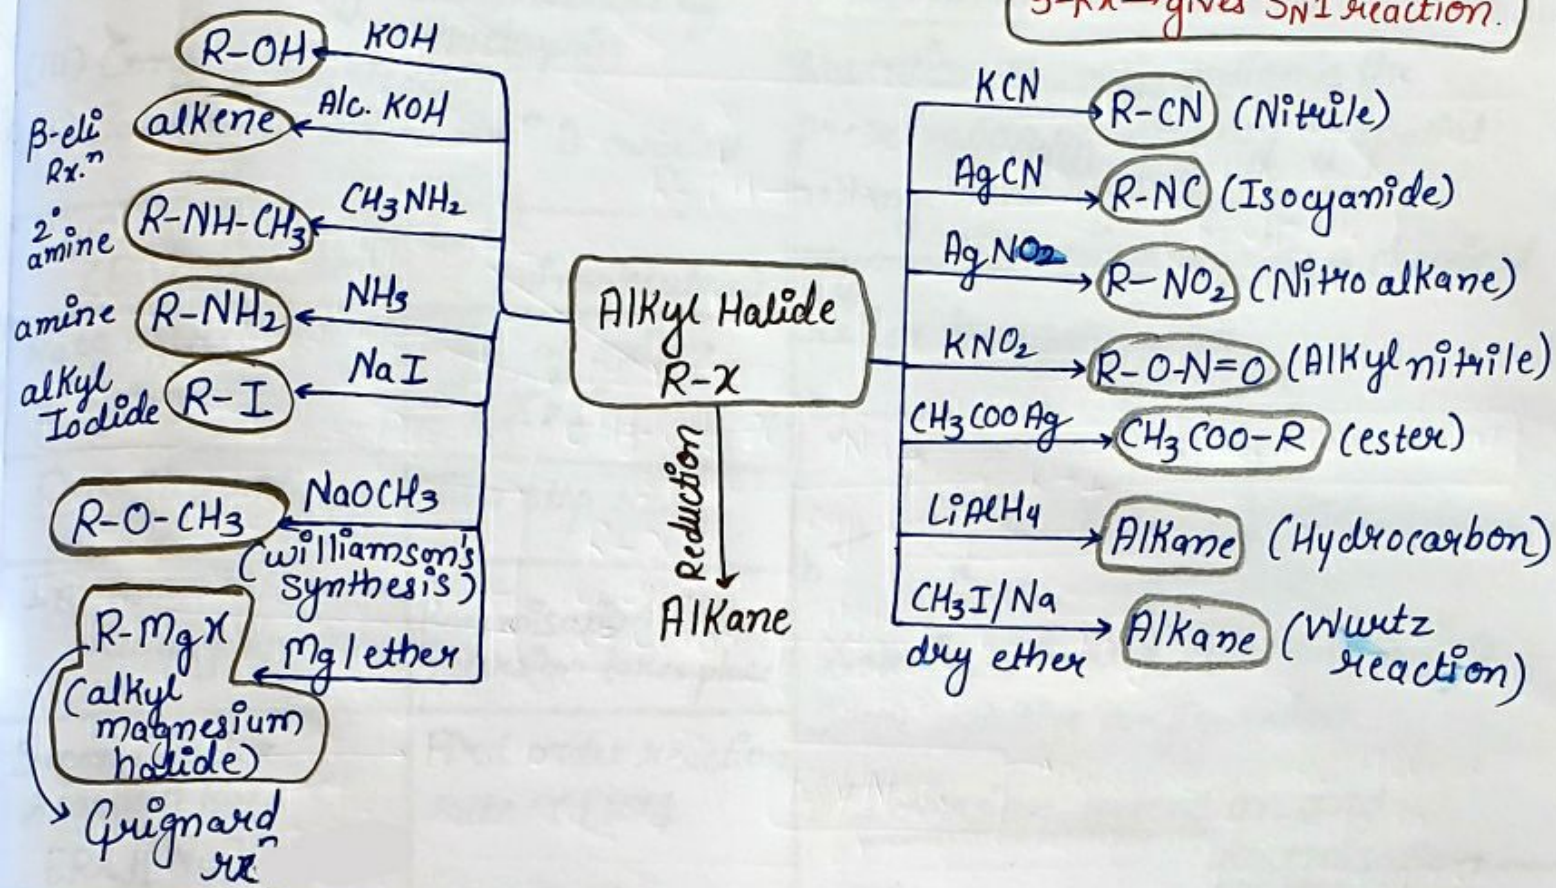 3°RX→gives SN1 reaction.
R-OH
KOH
alkene
Alc. KOH
β-eli
Rx.ⁿ
R-NH-CH3
CH3NH2
2°
amine
R-NH2
NH3
amine
R-I
NaI
alkyl
Iodide
R-O-CH3
NaOCH3
(Williamson's
synthesis)
R-MgX
Mg/ether
(alkyl
magnesium
halide)
Grignard
rxⁿ
Alkyl Halide
R-X
Reduction
Alkane
KCN
R-CN (Nitrile)
AgCN
R-NC (Isocyanide)
AgNO2
R-NO2 (Nitro alkane)
KNO2
R-O-N=O (Alkyl nitrile)
CH3COOAg
CH3COO-R (ester)
LiAlH4
Alkane (Hydrocarbon)
CH3I/Na
dry ether
Alkane (Wurtz
reaction)